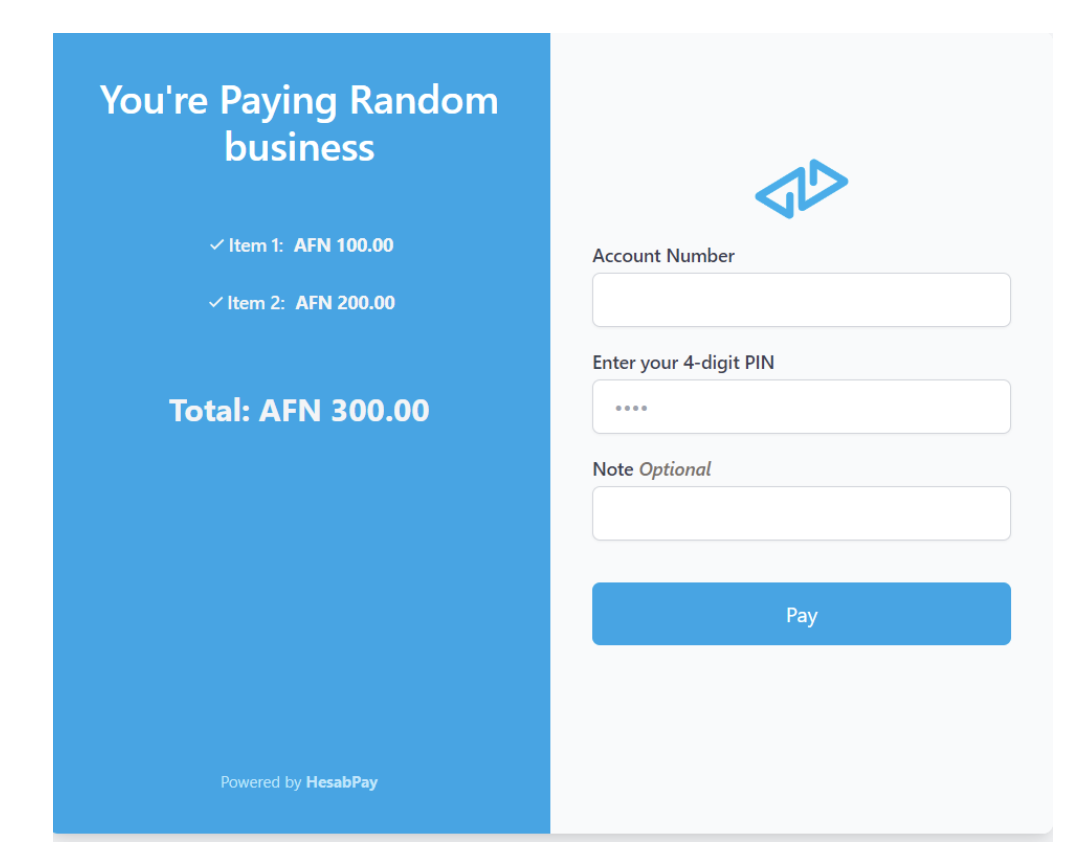 You're Paying Random
business
✓ Item 1: AFN 100.00
✓ Item 2: AFN 200.00
Total: AFN 300.00
Powered by HesabPay
Account Number
Enter your 4-digit PIN
••••
Note Optional
Pay